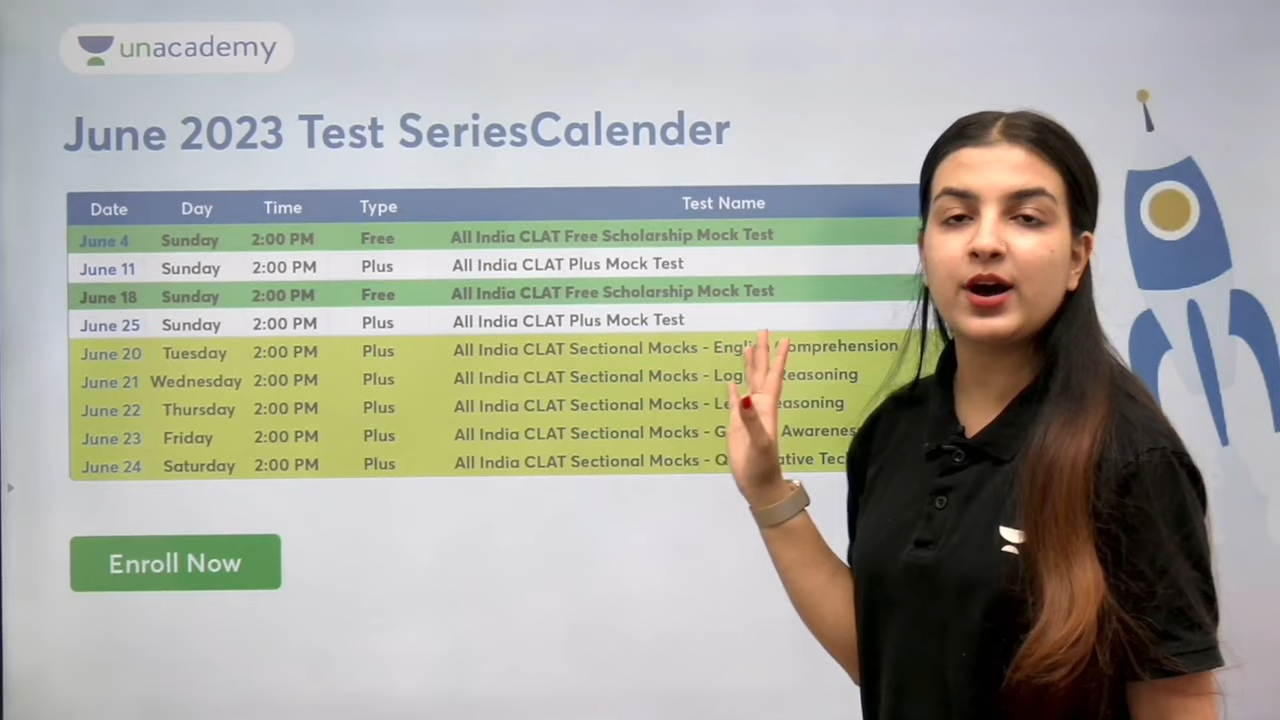 unacademy
June 2023 Test SeriesCalender
Date Day Time Type Test Name
June 4 Sunday 2:00 PM Free All India CLAT Free Scholarship Mock Test
June 11 Sunday 2:00 PM Plus All India CLAT Plus Mock Test
June 18 Sunday 2:00 PM Free All India CLAT Free Scholarship Mock Test
June 25 Sunday 2:00 PM Plus All India CLAT Plus Mock Test
June 20 Tuesday 2:00 PM Plus All India CLAT Sectional Mocks -
June 21 Wednesday 2:00 PM Plus All India CLAT Sectional Mocks - Reasoning
June 22 Thursday 2:00 PM Plus All India CLAT Sectional Mocks -
June 23 Friday 2:00 PM Plus All India CLAT Sectional Mocks -
June 24 Saturday 2:00 PM Plus All India CLAT Sectional Mocks -
Enroll Now